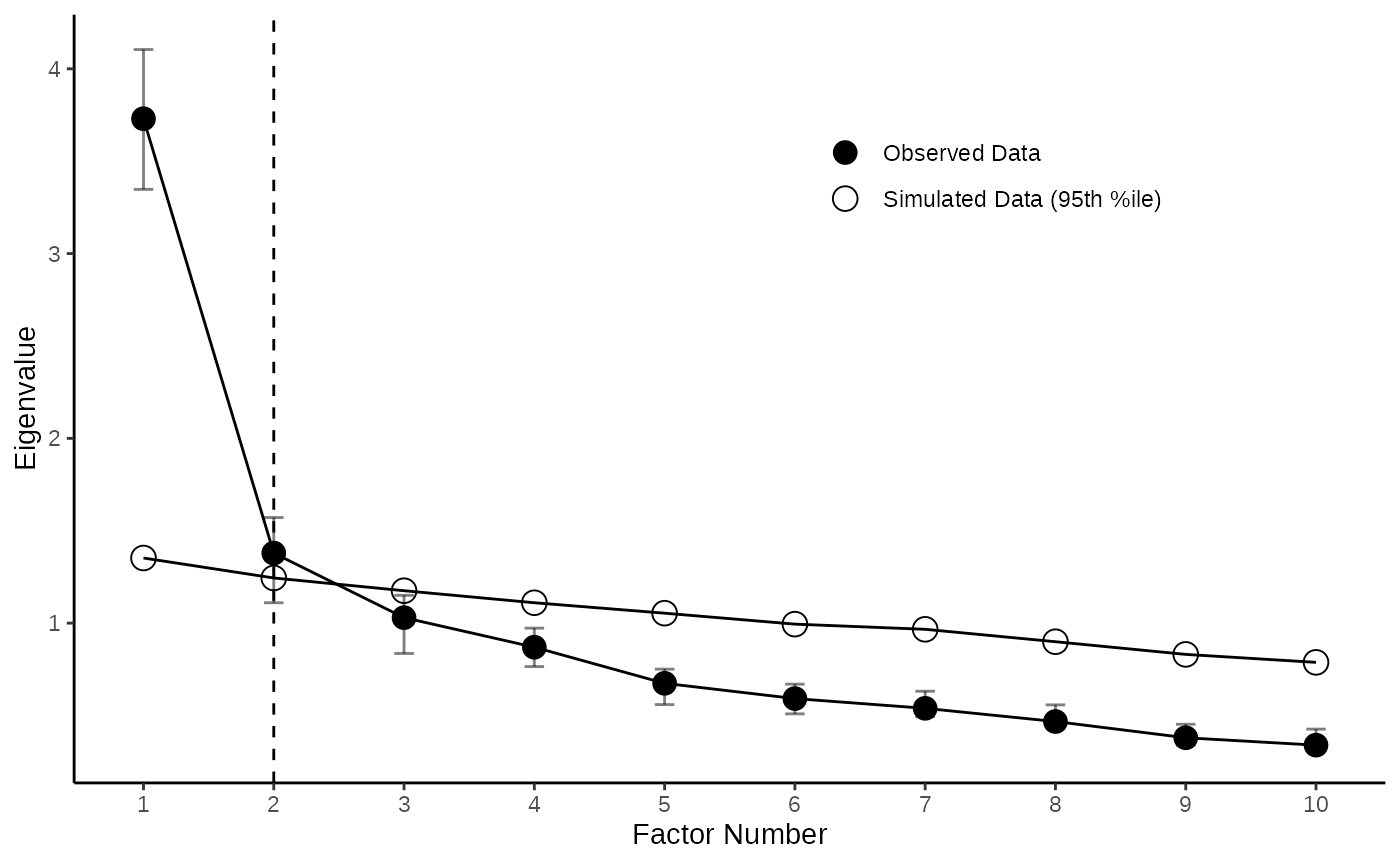 4
3
2
1
Eigenvalue
Observed Data
Simulated Data (95th %ile)
1 2 3 4 5 6 7 8 9 10
Factor Number